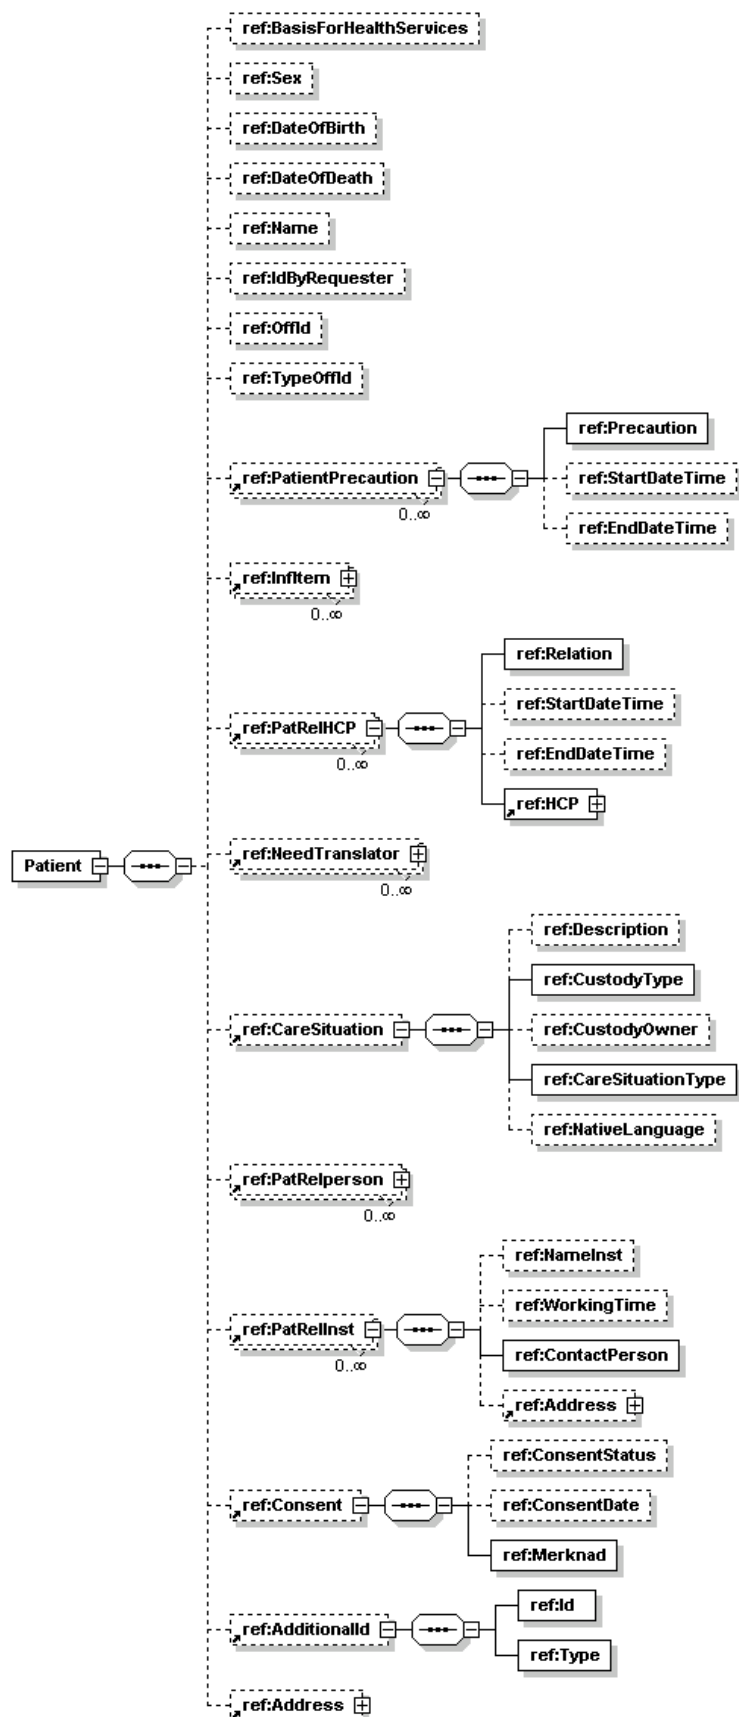 ref:BasisForHealthServices
ref:Sex
ref:DateOfBirth
ref:DateOfDeath
ref:Name
ref:IdByRequester
ref:OffId
ref:TypeOffId
ref:PatientPrecaution
0..∞
ref:Precaution
ref:StartDateTime
ref:EndDateTime
ref:InfItem
0..∞
ref:PatRelHCP
0..∞
ref:Relation
ref:StartDateTime
ref:EndDateTime
ref:HCP
Patient
ref:NeedTranslator
0..∞
ref:CareSituation
ref:Description
ref:CustodyType
ref:CustodyOwner
ref:CareSituationType
ref:NativeLanguage
ref:PatRelperson
0..∞
ref:PatRelInst
0..∞
ref:NameInst
ref:WorkingTime
ref:ContactPerson
ref:Address
ref:Consent
ref:ConsentStatus
ref:ConsentDate
ref:Merknad
ref:AdditionalId
ref:Id
ref:Type
ref:Address